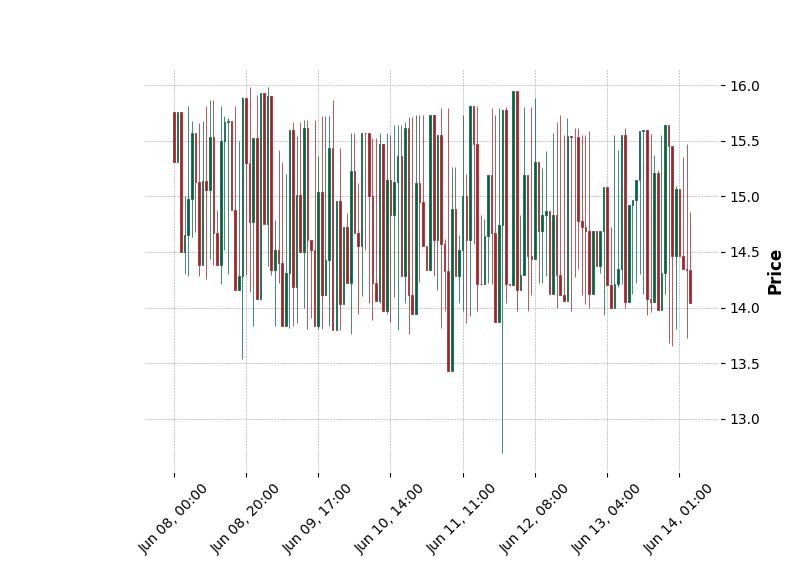 16.0
15.5
15.0
14.5
14.0
13.5
13.0
Price
Jun 08, 00:00
Jun 08, 20:00
Jun 09, 17:00
Jun 10, 14:00
Jun 11, 11:00
Jun 12, 08:00
Jun 13, 04:00
Jun 14, 01:00